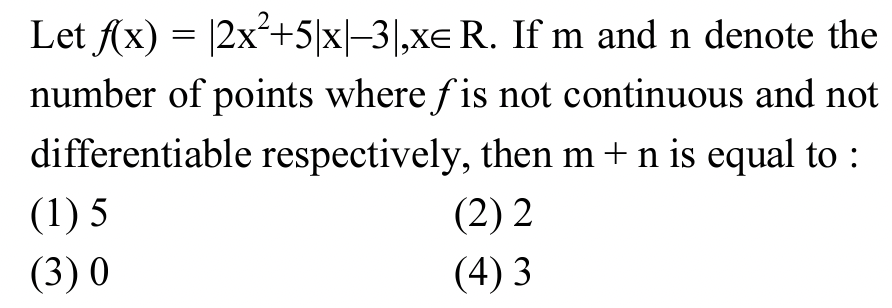 Let f(x) = |2x²+5|x|–3|,x∈ R. If m and n denote the
number of points where f is not continuous and not
differentiable respectively, then m + n is equal to :
(1) 5 (2) 2
(3) 0 (4) 3